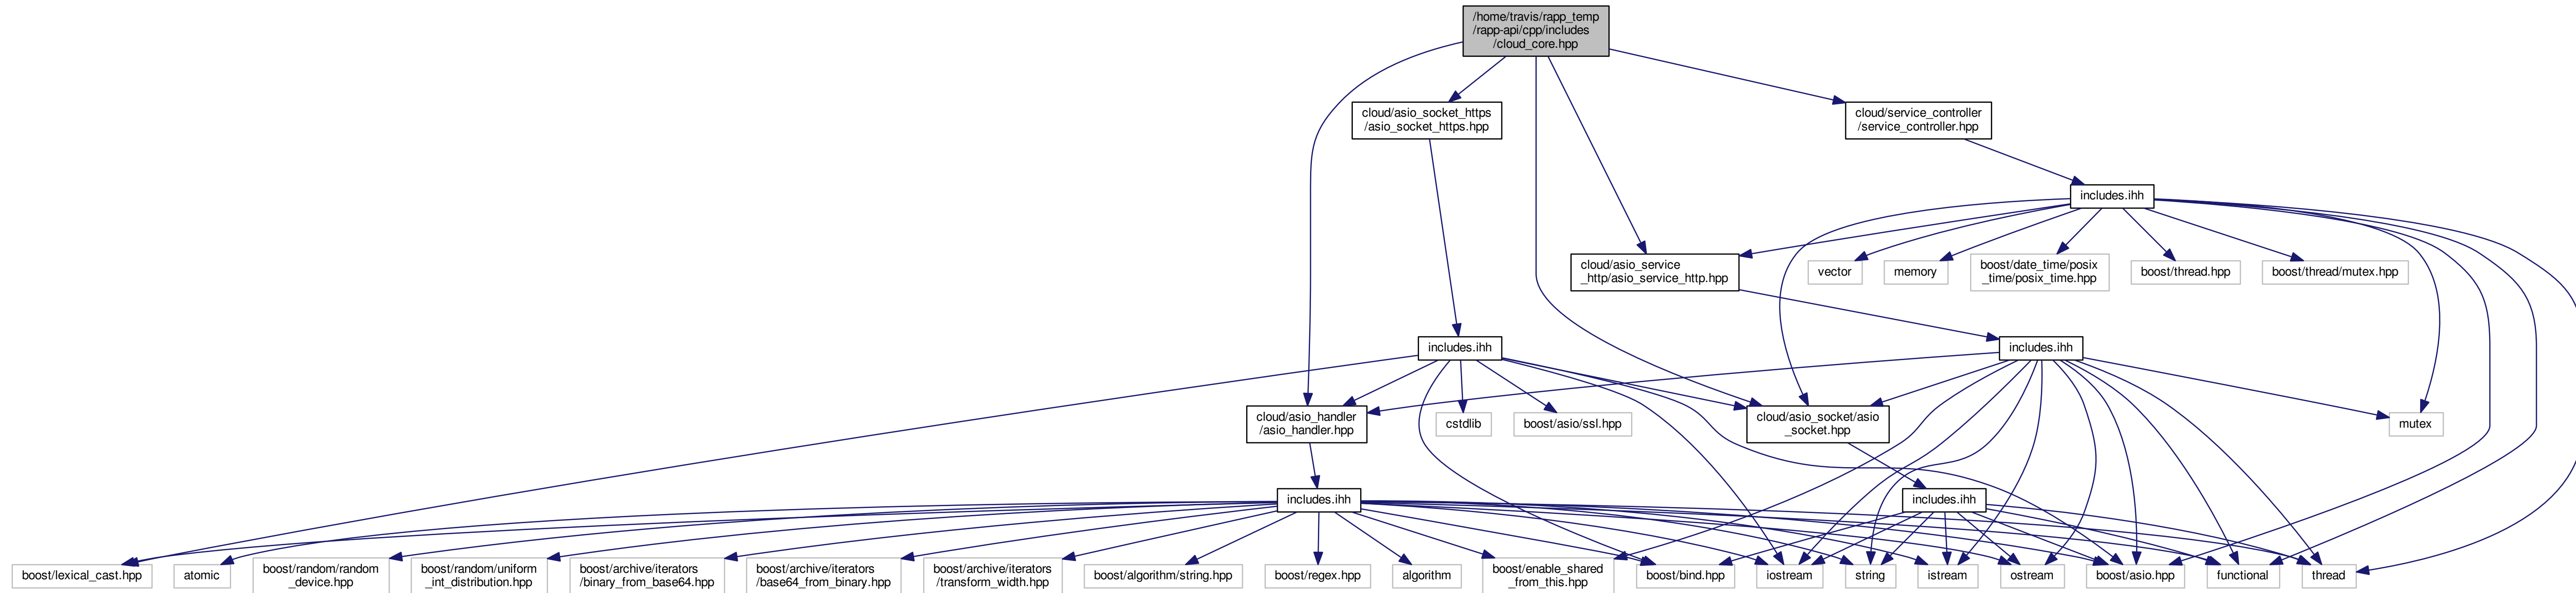 /home/travis/rapp_temp
/rapp-api/cpp/includes
/cloud_core.hpp
cloud/asio_socket_https
/asio_socket_https.hpp
cloud/service_controller
/service_controller.hpp
includes.ihh
cloud/asio_service
_http/asio_service_http.hpp
vector
memory
boost/date_time/posix
_time/posix_time.hpp
boost/thread.hpp
boost/thread/mutex.hpp
includes.ihh
includes.ihh
cloud/asio_handler
/asio_handler.hpp
cstdlib
boost/asio/ssl.hpp
cloud/asio_socket/asio
_socket.hpp
mutex
includes.ihh
includes.ihh
boost/lexical_cast.hpp
atomic
boost/random/random
_device.hpp
boost/random/uniform
_int_distribution.hpp
boost/archive/iterators
/binary_from_base64.hpp
boost/archive/iterators
/base64_from_binary.hpp
boost/archive/iterators
/transform_width.hpp
boost/algorithm/string.hpp
boost/regex.hpp
algorithm
boost/enable_shared
_from_this.hpp
boost/bind.hpp
iostream
string
istream
ostream
boost/asio.hpp
functional
thread